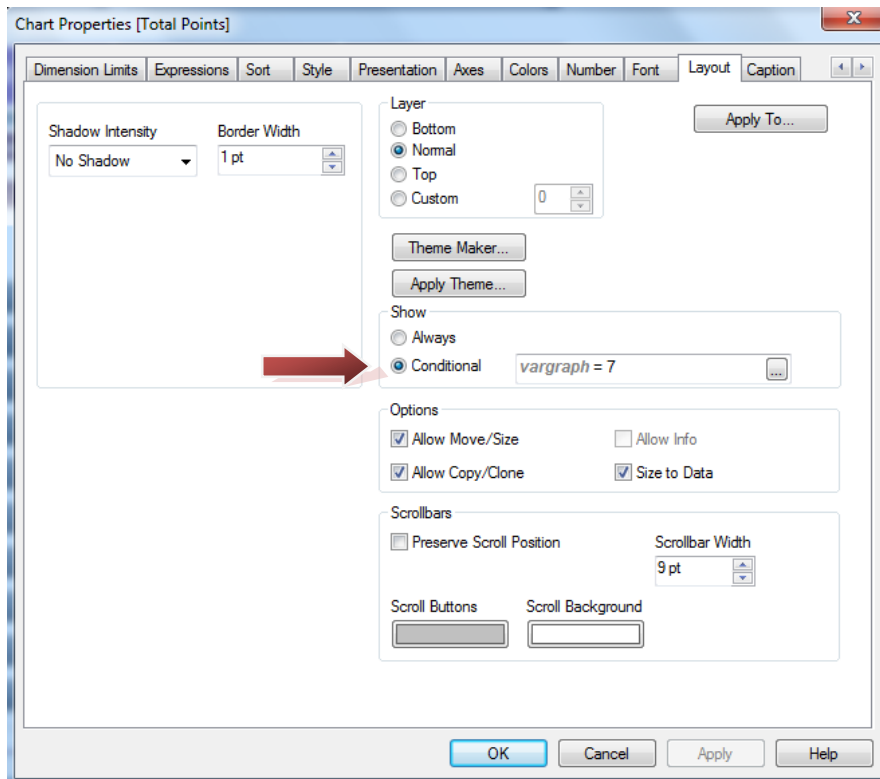 Chart Properties [Total Points]
Dimension Limits Expressions Sort Style Presentation Axes Colors Number Font Layout Caption
Shadow Intensity Border Width
No Shadow 1 pt
Layer
Bottom
Normal
Top
Custom 0
Apply To...
Theme Maker...
Apply Theme...
Show
Always
Conditional vargraph = 7 ...
Options
Allow Move/Size Allow Info
Allow Copy/Clone Size to Data
Scrollbars
Preserve Scroll Position Scrollbar Width
9 pt
Scroll Buttons Scroll Background
OK Cancel Apply Help